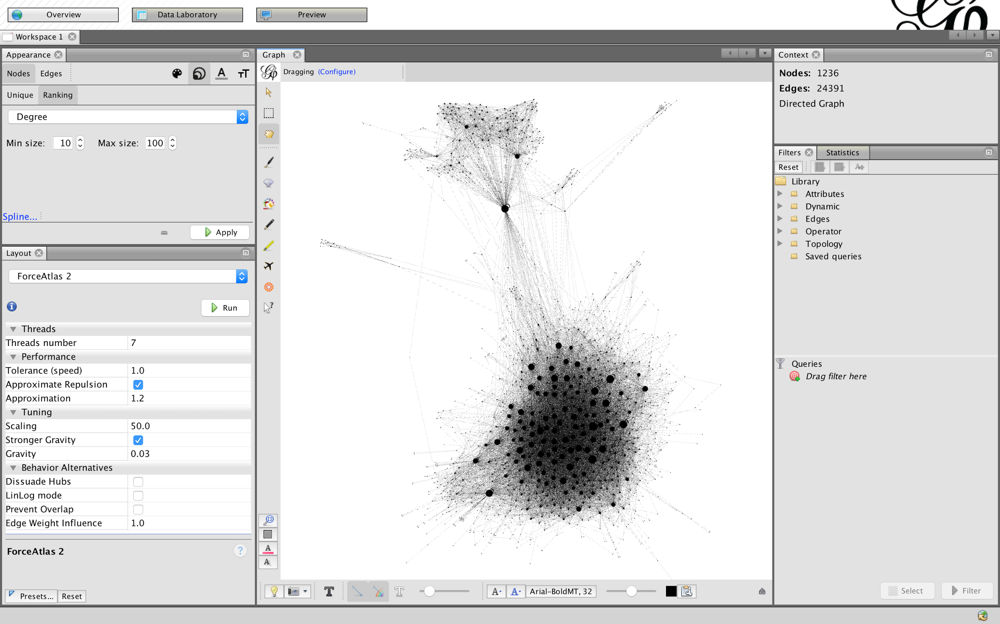 Overview
Data Laboratory
Preview
Workspace 1
Appearance
Nodes
Edges
A
TT
Unique
Ranking
Degree
Min size: 10
Max size: 100
Spline...
Apply
Layout
ForceAtlas 2
Run
Threads
Threads number 7
Performance
Tolerance (speed) 1.0
Approximate Repulsion
Approximation 1.2
Tuning
Scaling 50.0
Stronger Gravity
Gravity 0.03
Behavior Alternatives
Dissuade Hubs
LinLog mode
Prevent Overlap
Edge Weight Influence 1.0
ForceAtlas 2
?
Presets...
Reset
Graph
Dragging (Configure)
?
A
A
T
T
A
A
Arial-BoldMT, 32
Context
Nodes: 1236
Edges: 24391
Directed Graph
Filters
Statistics
Reset
Library
Attributes
Dynamic
Edges
Operator
Topology
Saved queries
Queries
Drag filter here
Select
Filter